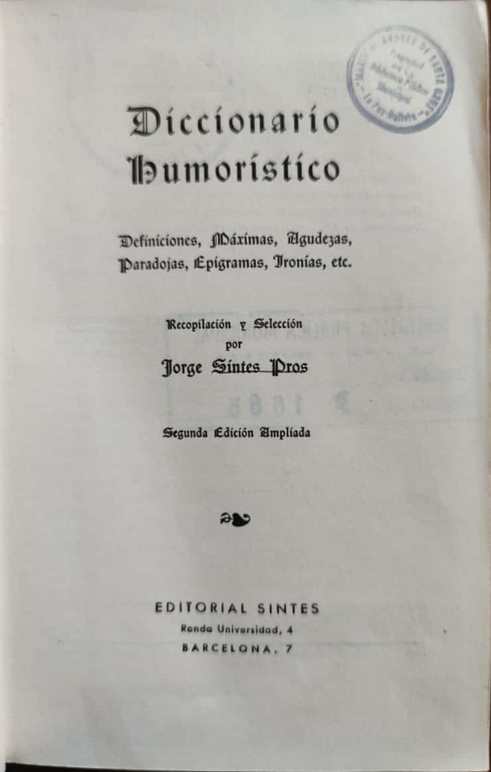 Diccionario
humorístico
Definiciones, Máximas, Agudezas,
Paradojas, Epigramas, Ironías, etc.
Recopilación y Selección
por
Jorge Sintes Pros
Segunda Edición Ampliada
EDITORIAL SINTES
Ronda Universidad, 4
BARCELONA, 7